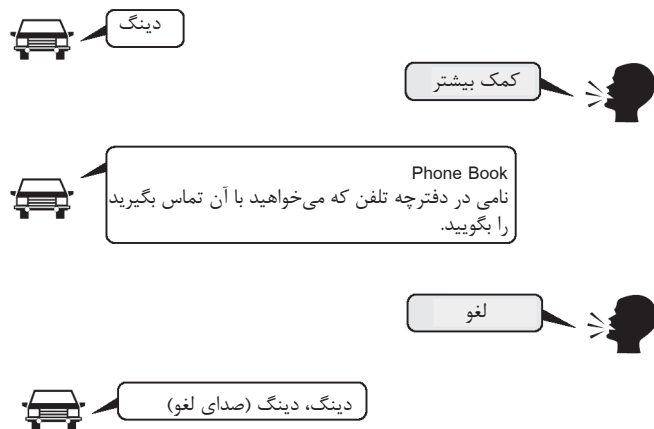 دینگ
کمک بیشتر
Phone Book
نامی در دفترچه تلفن که می‌خواهید با آن تماس بگیرید
را بگویید.
لغو
دینگ، دینگ (صدای لغو)